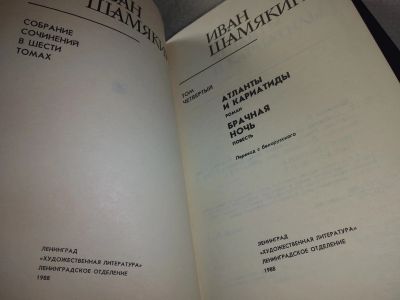 ИВАН
ШАМЯКИН
СОБРАНИЕ
СОЧИНЕНИЙ
В ШЕСТИ
ТОМАХ
ЛЕНИНГРАД
«ХУДОЖЕСТВЕННАЯ ЛИТЕРАТУРА»
ЛЕНИНГРАДСКОЕ ОТДЕЛЕНИЕ
1988
ИВАН
ШАМЯКИН
ТОМ
ЧЕТВЕРТЫЙ
АТЛАНТЫ
И КАРИАТИДЫ
РОМАН
БРАЧНАЯ
НОЧЬ
ПОВЕСТЬ
Перевод с белорусского
ЛЕНИНГРАД
«ХУДОЖЕСТВЕННАЯ ЛИТЕРАТУРА»
ЛЕНИНГРАДСКОЕ ОТДЕЛЕНИЕ
1988